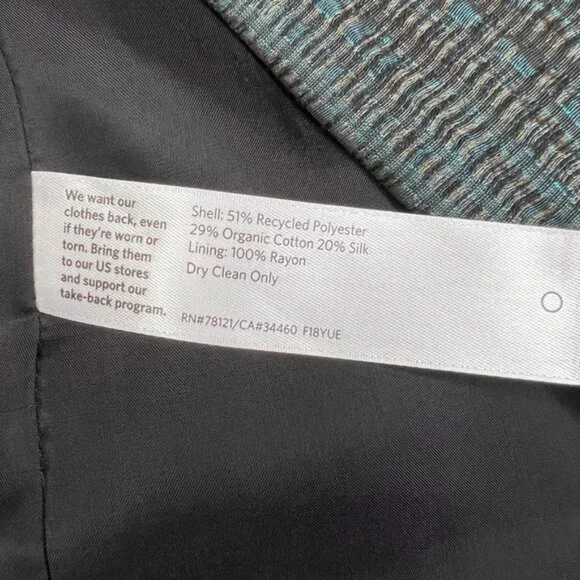 We want our
clothes back, even
if they're worn or
torn. Bring them
to our US stores
and support our
take-back program.
Shell: 51% Recycled Polyester
29% Organic Cotton 20% Silk
Lining: 100% Rayon
Dry Clean Only
RN#78121/CA#34460 F18YUE